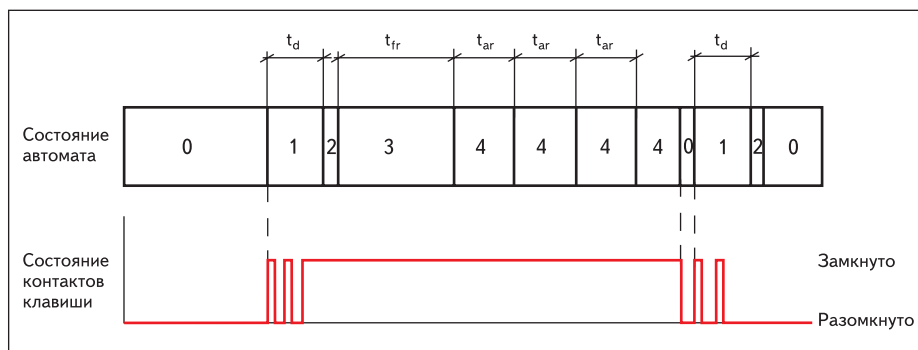 t_d t_fr t_ar t_ar t_ar t_d
Состояние
автомата
0 1 2 3 4 4 4 4 0 1 2 0
Состояние
контактов
клавиши
Замкнуто
Разомкнуто